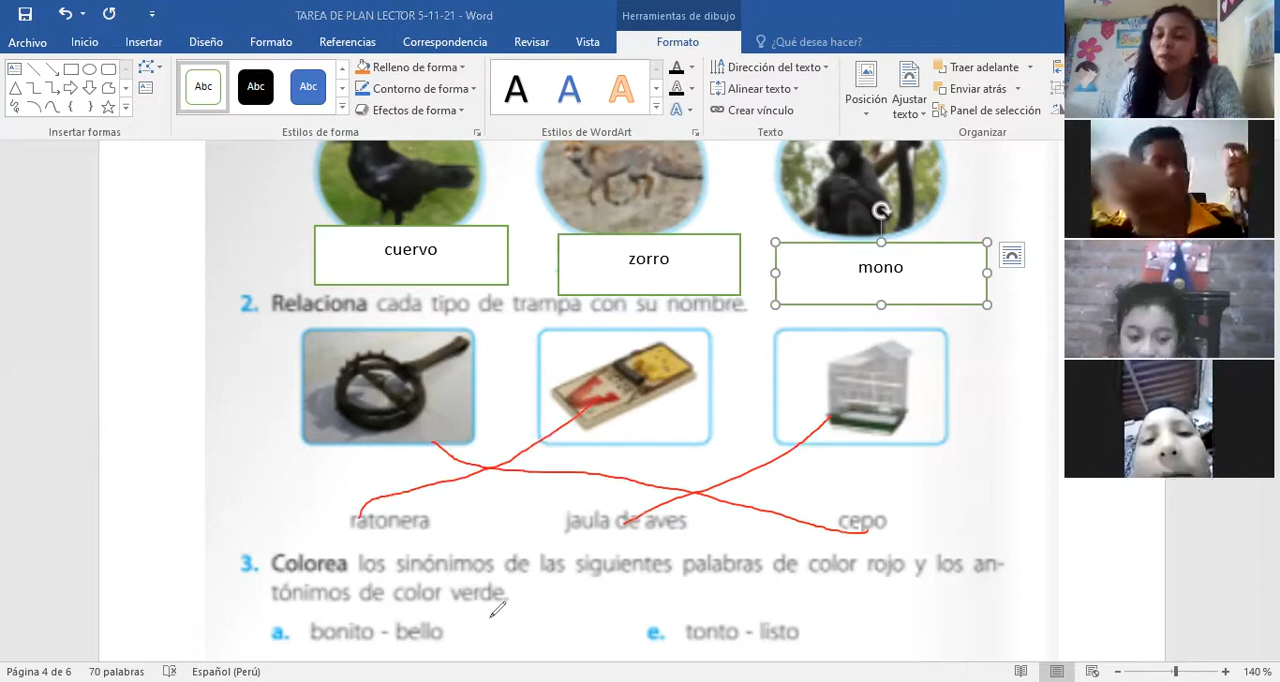 TAREA DE PLAN LECTOR 5-11-21 - Word
Herramientas de dibujo
Archivo Inicio Insertar Diseño Formato Referencias Correspondencia Revisar Vista Formato ¿Qué desea hacer?
Abc Abc Abc
Relleno de forma
Contorno de forma
Efectos de forma
A A A
Dirección del texto
Alinear texto
Crear vínculo
Posición
Ajustar texto
Traer adelante
Enviar atrás
Panel de selección
Insertar formas Estilos de forma Estilos de WordArt Texto Organizar
cuervo
zorro
mono
2. Relaciona cada tipo de trampa con su nombre.
ratonera jaula de aves cepo
3. Colorea los sinónimos de las siguientes palabras de color rojo y los an-
tónimos de color verde.
a. bonito - bello e. tonto - listo
Página 4 de 6 70 palabras Español (Perú) 140 %